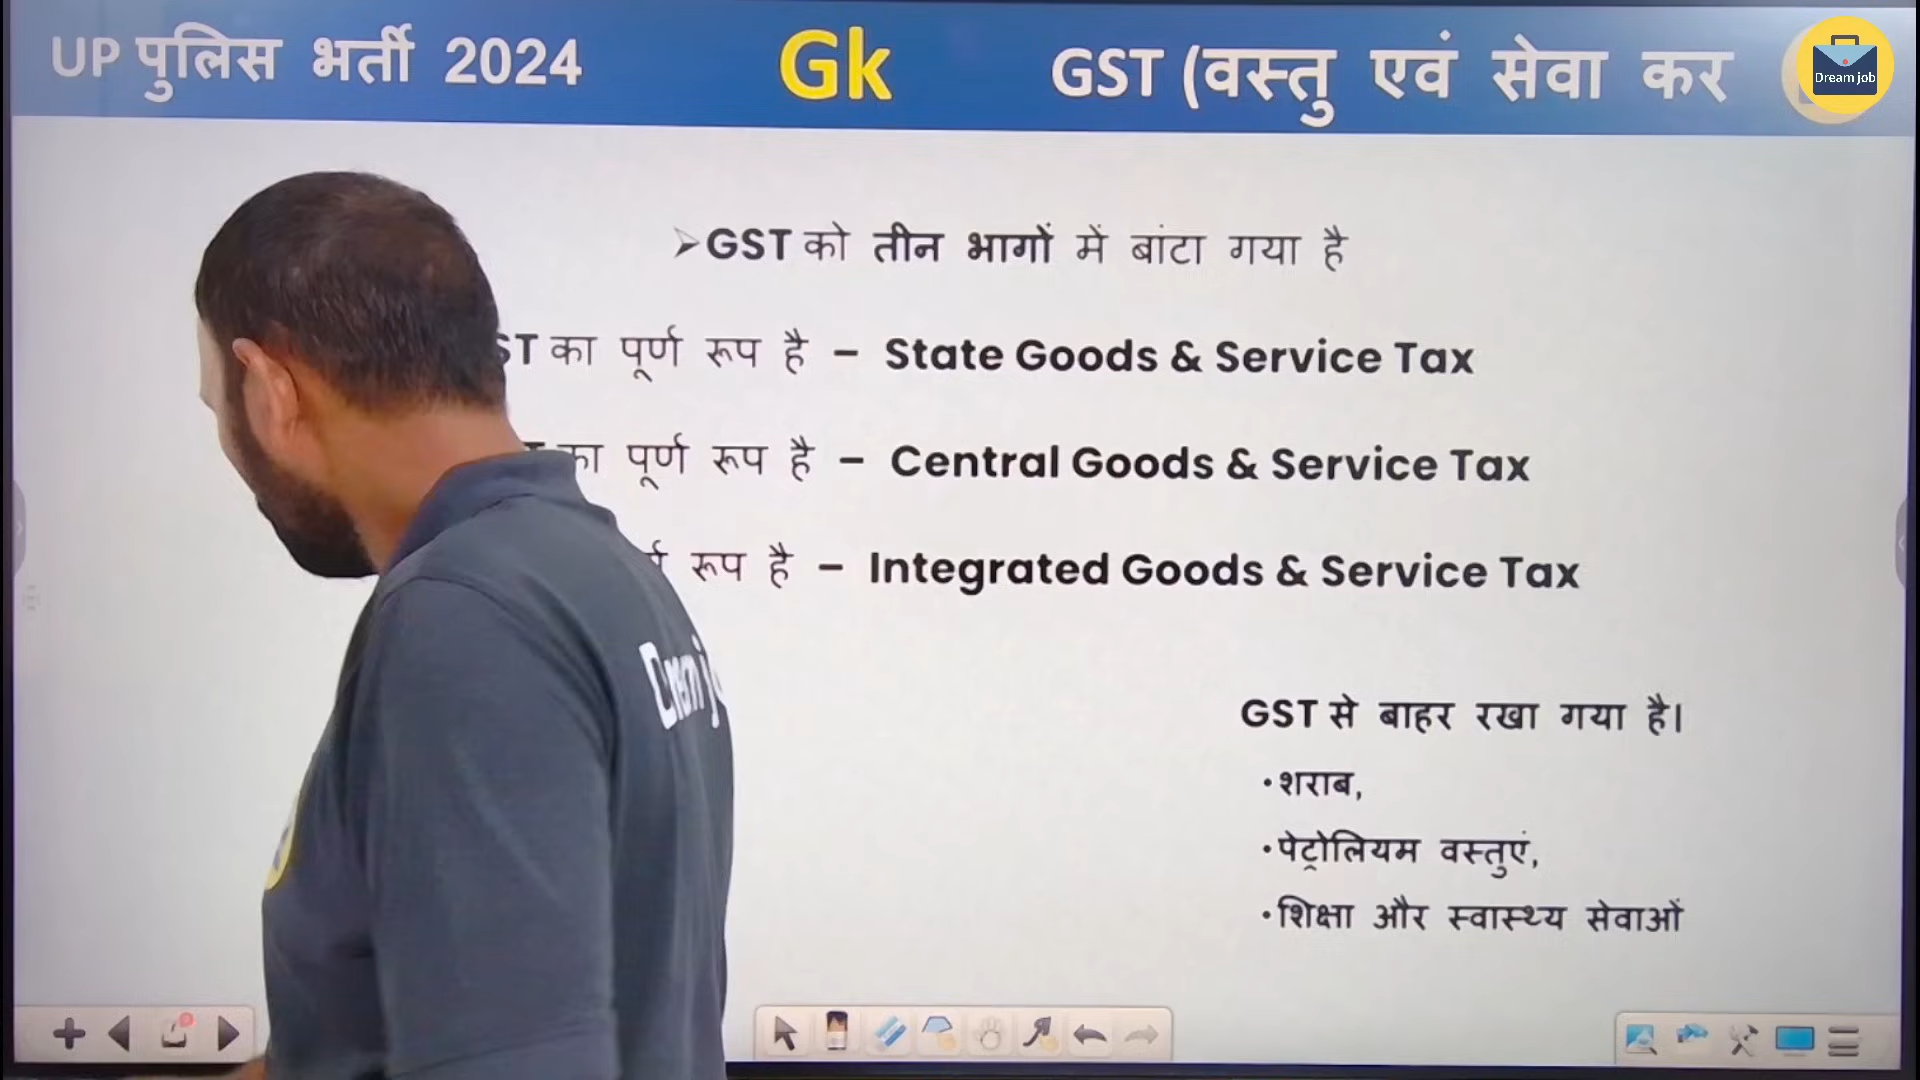 UP पुलिस भर्ती 2024 Gk GST (वस्तु एवं सेवा कर
Dream job
➢GST को तीन भागों में बांटा गया है
का पूर्ण रूप है – State Goods & Service Tax
का पूर्ण रूप है – Central Goods & Service Tax
रूप है – Integrated Goods & Service Tax
Dream j
GST से बाहर रखा गया है।
•शराब,
•पेट्रोलियम वस्तुएं,
•शिक्षा और स्वास्थ्य सेवाओं